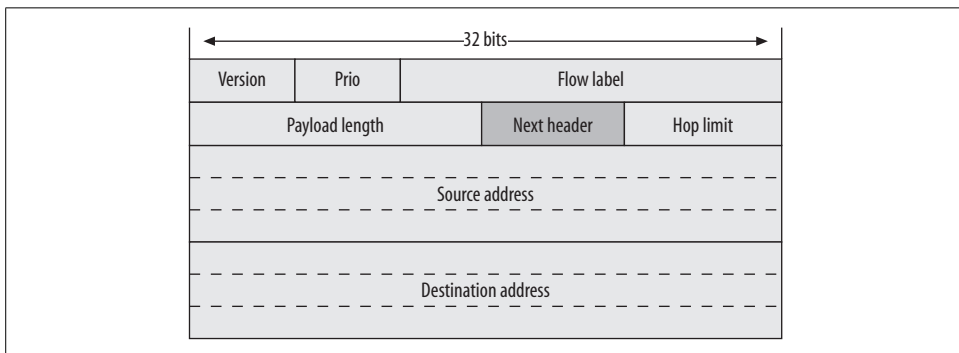 32 bits
Version Prio Flow label
Payload length Next header Hop limit
Source address
Destination address